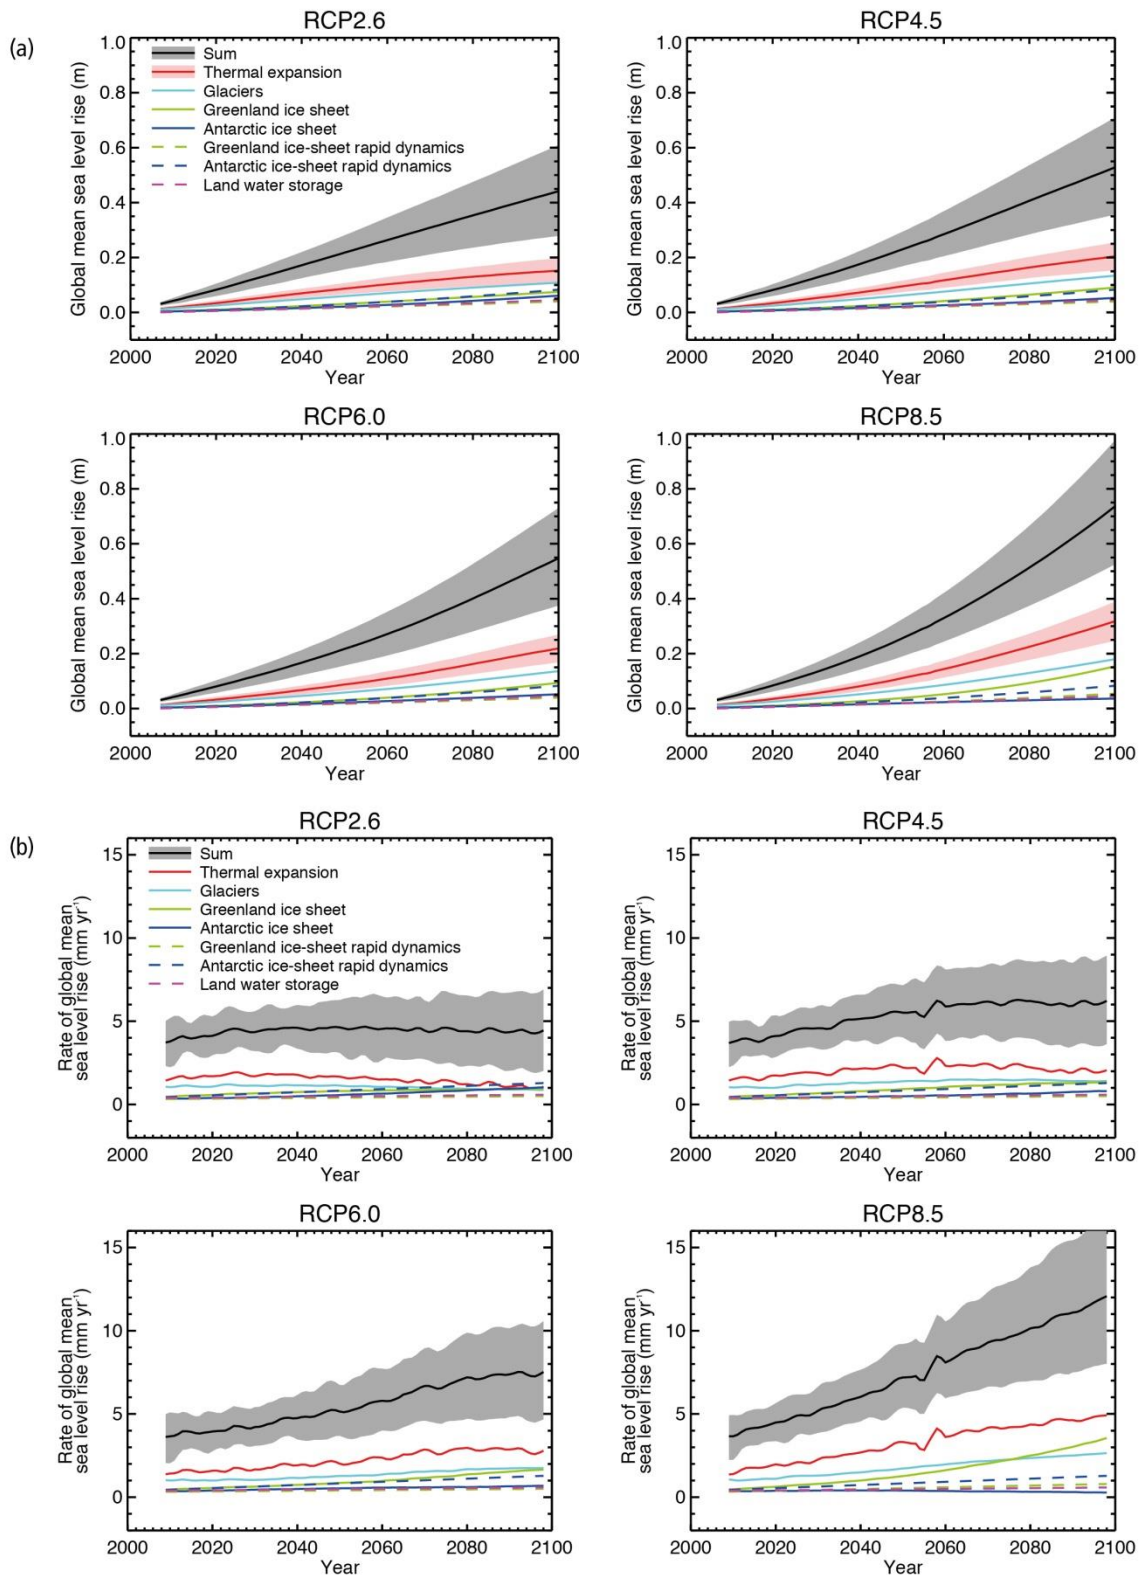 (a)
RCP2.6
1.0
0.8
0.6
0.4
0.2
0.0
Global mean sea level rise (m)
Sum
Thermal expansion
Glaciers
Greenland ice sheet
Antarctic ice sheet
Greenland ice-sheet rapid dynamics
Antarctic ice-sheet rapid dynamics
Land water storage
2000 2020 2040 2060 2080 2100
Year
RCP4.5
1.0
0.8
0.6
0.4
0.2
0.0
Global mean sea level rise (m)
2000 2020 2040 2060 2080 2100
Year
RCP6.0
1.0
0.8
0.6
0.4
0.2
0.0
Global mean sea level rise (m)
2000 2020 2040 2060 2080 2100
Year
RCP8.5
1.0
0.8
0.6
0.4
0.2
0.0
Global mean sea level rise (m)
2000 2020 2040 2060 2080 2100
Year
(b)
RCP2.6
15
10
5
0
Rate of global mean
sea level rise (mm yr⁻¹)
Sum
Thermal expansion
Glaciers
Greenland ice sheet
Antarctic ice sheet
Greenland ice-sheet rapid dynamics
Antarctic ice-sheet rapid dynamics
Land water storage
2000 2020 2040 2060 2080 2100
Year
RCP4.5
15
10
5
0
Rate of global mean
sea level rise (mm yr⁻¹)
2000 2020 2040 2060 2080 2100
Year
RCP6.0
15
10
5
0
Rate of global mean
sea level rise (mm yr⁻¹)
2000 2020 2040 2060 2080 2100
Year
RCP8.5
15
10
5
0
Rate of global mean
sea level rise (mm yr⁻¹)
2000 2020 2040 2060 2080 2100
Year